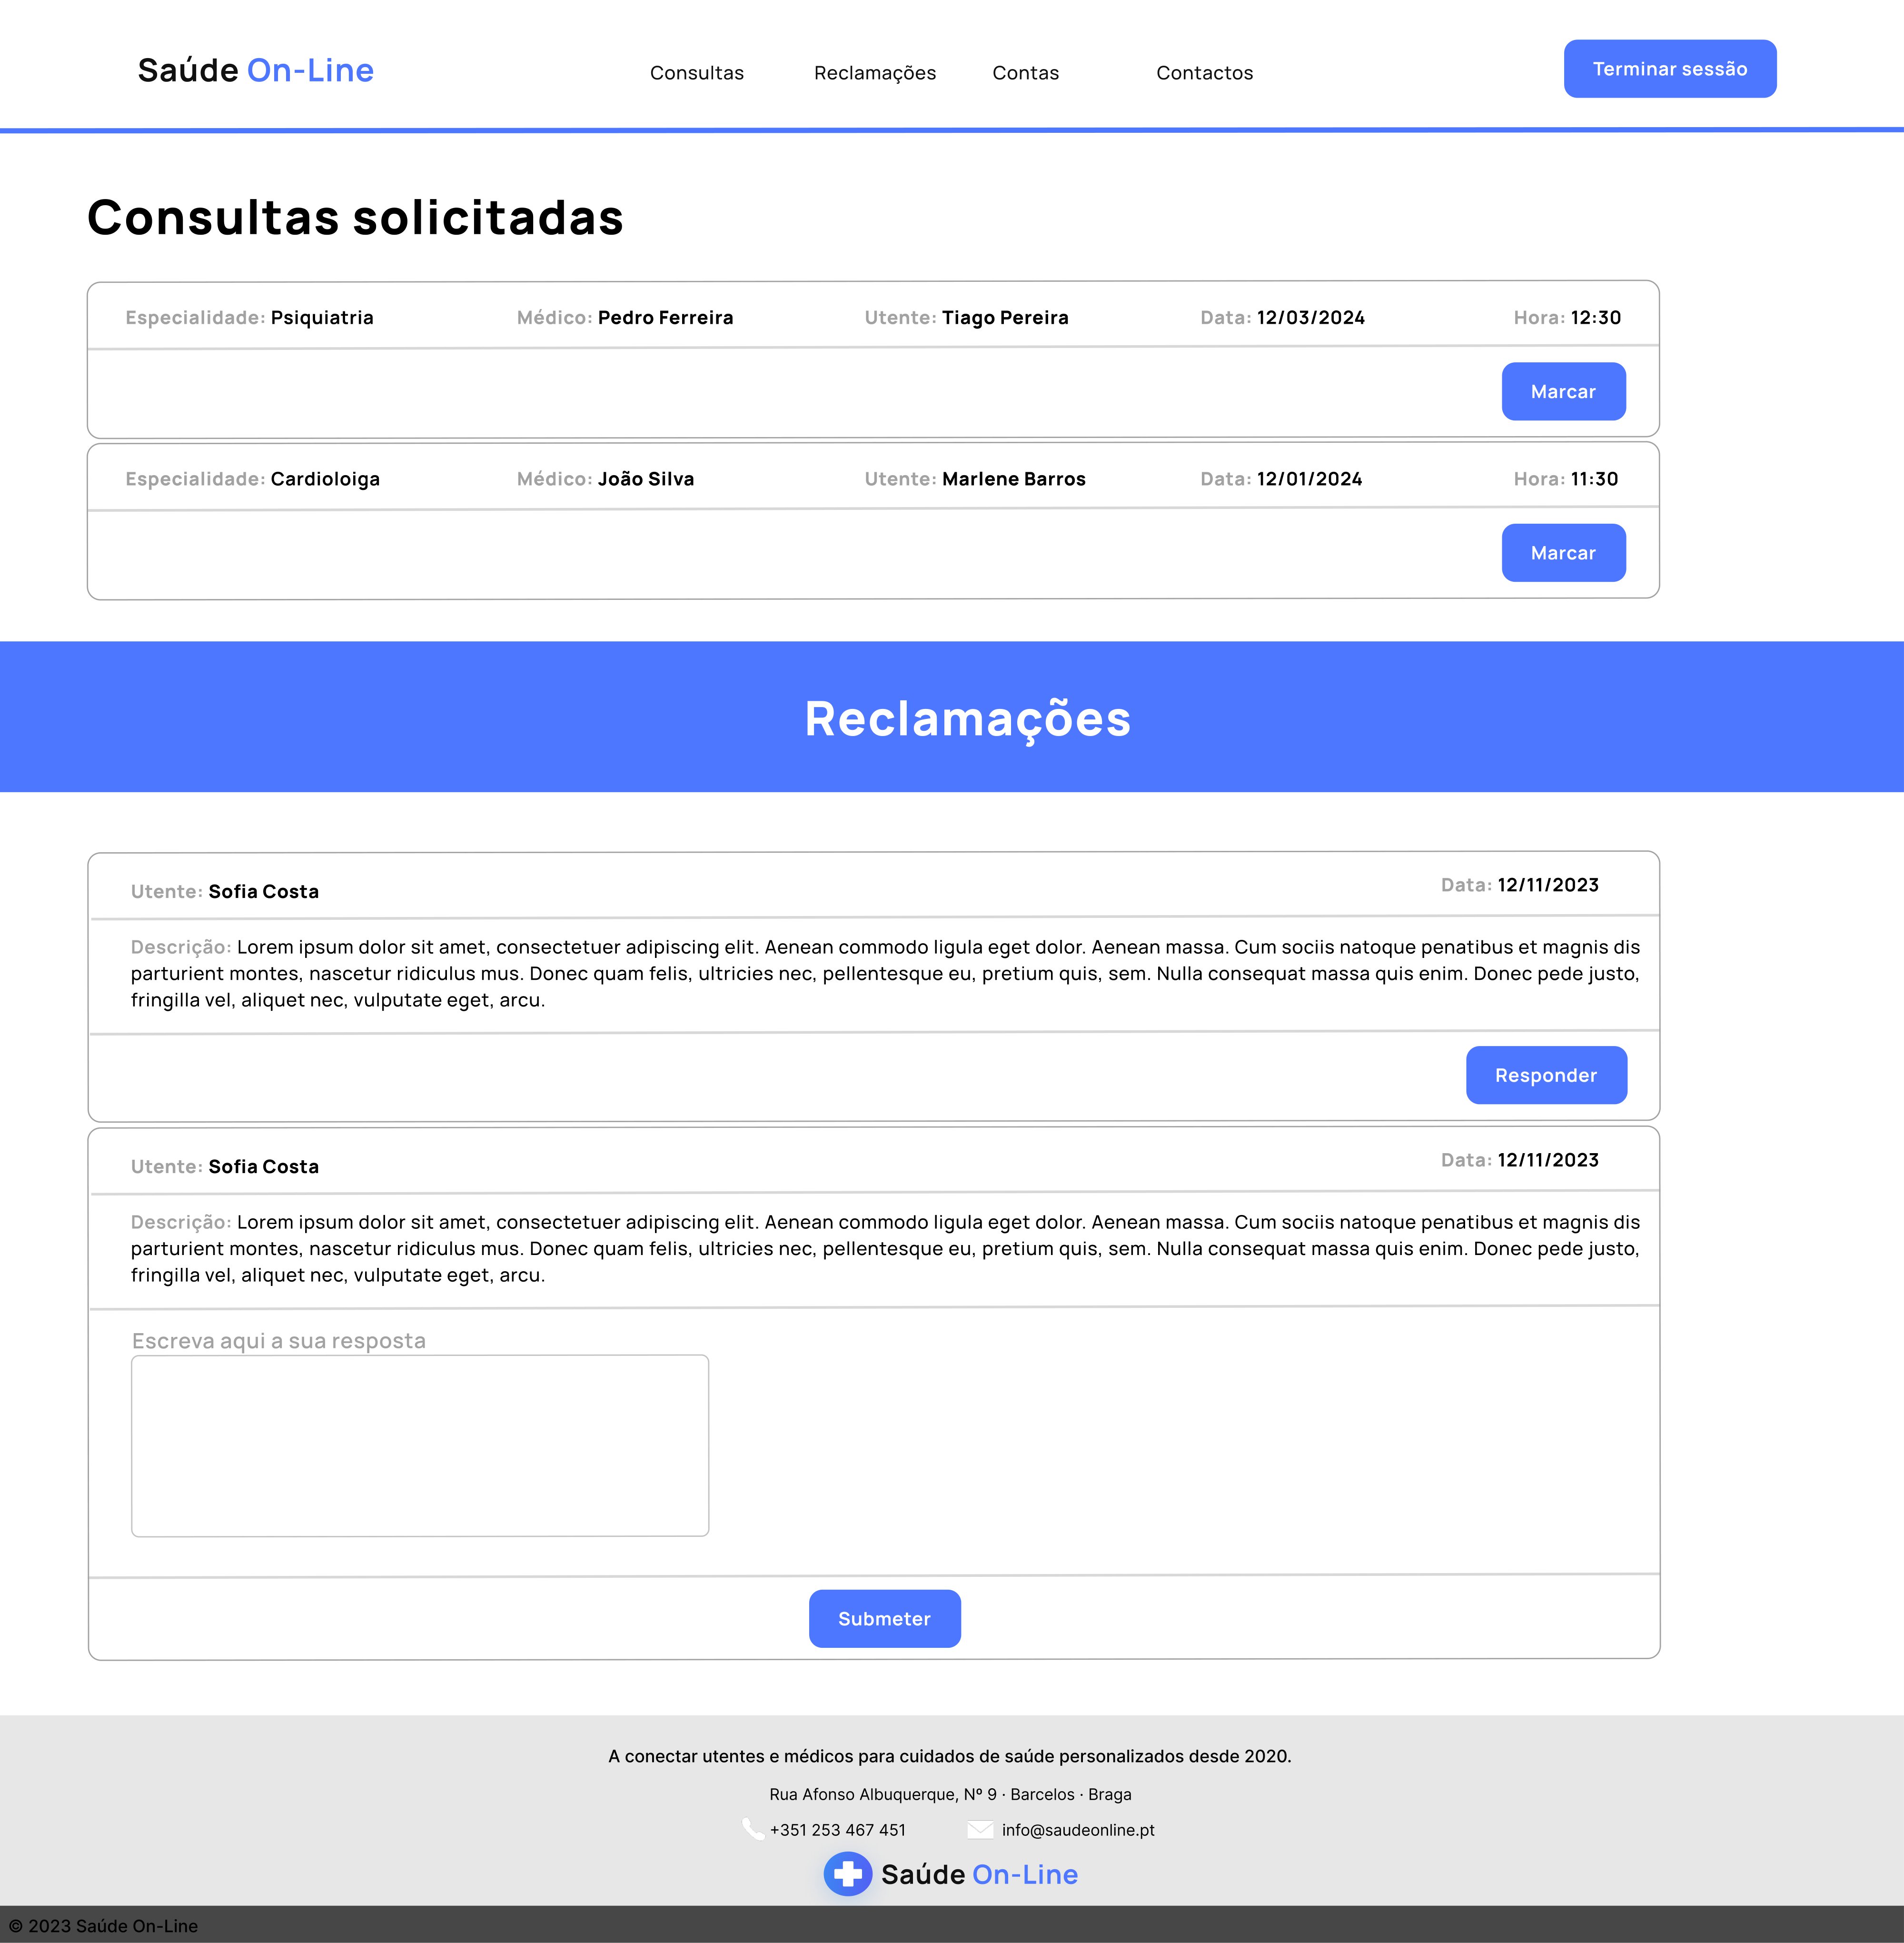 Saúde On-Line
Consultas Reclamações Contas Contactos
Terminar sessão
Consultas solicitadas
Especialidade: Psiquiatria Médico: Pedro Ferreira Utente: Tiago Pereira Data: 12/03/2024 Hora: 12:30
Marcar
Especialidade: Cardioloiga Médico: João Silva Utente: Marlene Barros Data: 12/01/2024 Hora: 11:30
Marcar
Reclamações
Utente: Sofia Costa Data: 12/11/2023
Descrição: Lorem ipsum dolor sit amet, consectetuer adipiscing elit. Aenean commodo ligula eget dolor. Aenean massa. Cum sociis natoque penatibus et magnis dis
parturient montes, nascetur ridiculus mus. Donec quam felis, ultricies nec, pellentesque eu, pretium quis, sem. Nulla consequat massa quis enim. Donec pede justo,
fringilla vel, aliquet nec, vulputate eget, arcu.
Responder
Utente: Sofia Costa Data: 12/11/2023
Descrição: Lorem ipsum dolor sit amet, consectetuer adipiscing elit. Aenean commodo ligula eget dolor. Aenean massa. Cum sociis natoque penatibus et magnis dis
parturient montes, nascetur ridiculus mus. Donec quam felis, ultricies nec, pellentesque eu, pretium quis, sem. Nulla consequat massa quis enim. Donec pede justo,
fringilla vel, aliquet nec, vulputate eget, arcu.
Escreva aqui a sua resposta
Submeter
A conectar utentes e médicos para cuidados de saúde personalizados desde 2020.
Rua Afonso Albuquerque, Nº 9 · Barcelos · Braga
+351 253 467 451 info@saudeonline.pt
Saúde On-Line
© 2023 Saúde On-Line